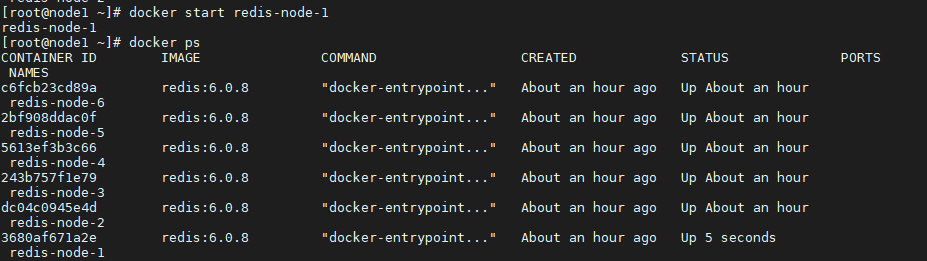 [root@node1 ~]# docker start redis-node-1
redis-node-1
[root@node1 ~]# docker ps
CONTAINER ID        IMAGE               COMMAND                  CREATED             STATUS              PORTS
 NAMES
c6fcb23cd89a        redis:6.0.8         "docker-entrypoint..."   About an hour ago   Up About an hour
 redis-node-6
2bf908ddac0f        redis:6.0.8         "docker-entrypoint..."   About an hour ago   Up About an hour
 redis-node-5
5613ef3b3c66        redis:6.0.8         "docker-entrypoint..."   About an hour ago   Up About an hour
 redis-node-4
243b757f1e79        redis:6.0.8         "docker-entrypoint..."   About an hour ago   Up About an hour
 redis-node-3
dc04c0945e4d        redis:6.0.8         "docker-entrypoint..."   About an hour ago   Up About an hour
 redis-node-2
3680af671a2e        redis:6.0.8         "docker-entrypoint..."   About an hour ago   Up 5 seconds
 redis-node-1